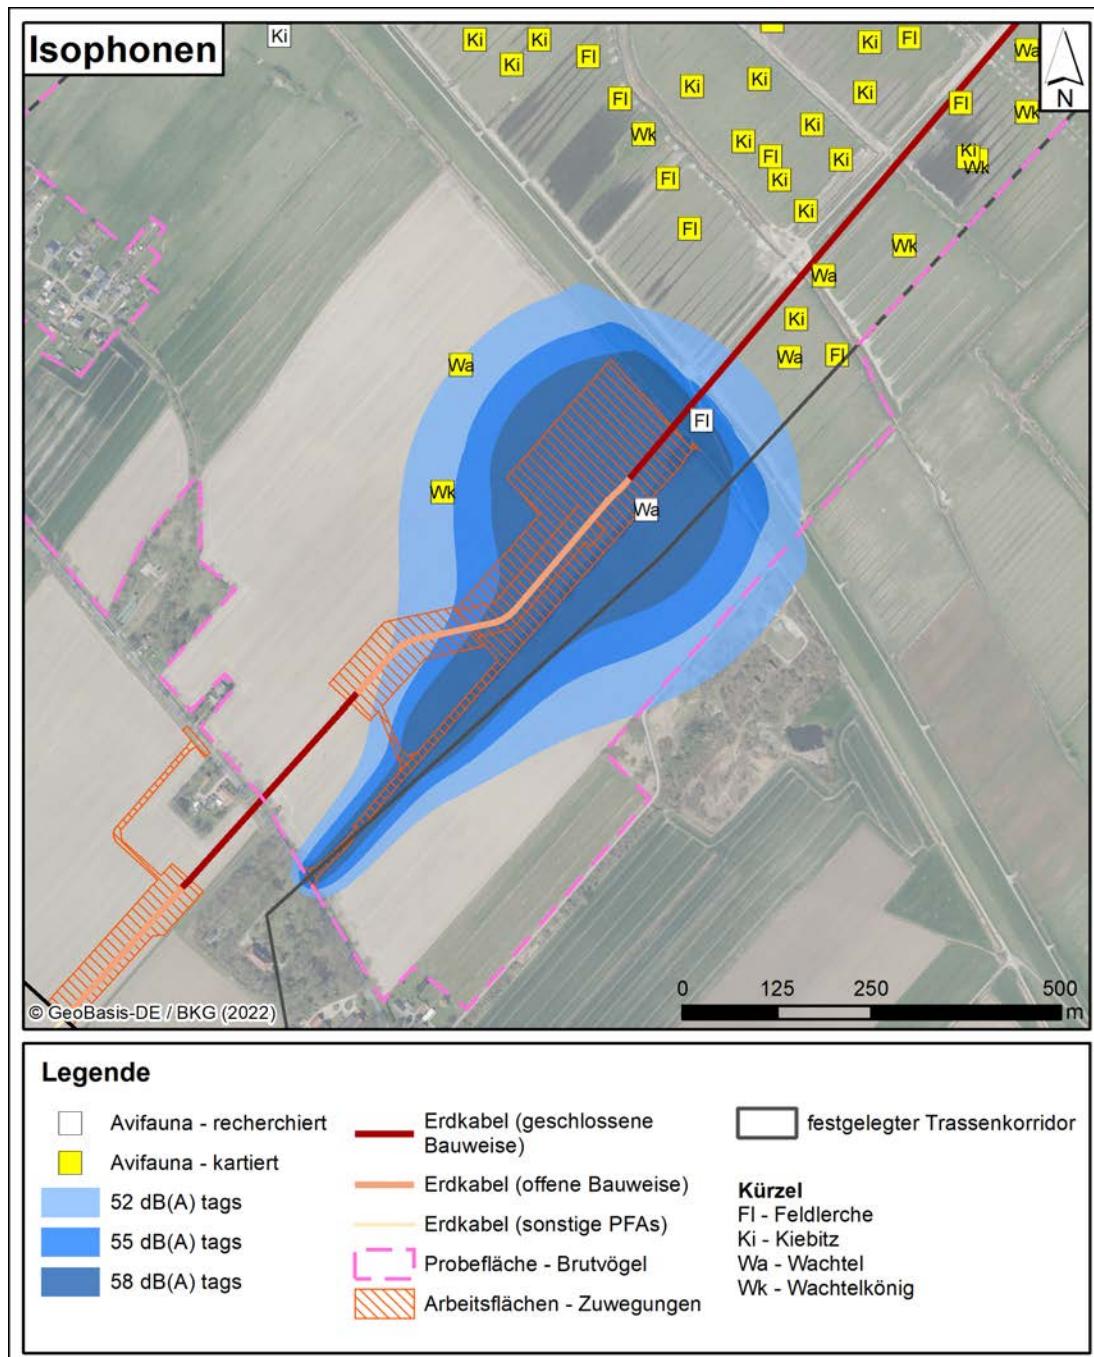 Isophonen
Ki
Ki
Ki
Ki
Fl
Ki
Fl
Wa
Fl
Ki
Ki
Ki
Fl
Wk
Wk
Ki
Ki
Fl
Ki
Ki
Wk
Fl
Ki
Ki
Fl
Wk
Wa
Ki
Wa
Fl
Wa
Fl
Wk
Wa
N
0 125 250 500
m
© GeoBasis-DE / BKG (2022)
Legende
Avifauna - recherchiert
Avifauna - kartiert
52 dB(A) tags
55 dB(A) tags
58 dB(A) tags
Erdkabel (geschlossene
Bauweise)
Erdkabel (offene Bauweise)
Erdkabel (sonstige PFAs)
Probefläche - Brutvögel
Arbeitsflächen - Zuwegungen
festgelegter Trassenkorridor
Kürzel
Fl - Feldlerche
Ki - Kiebitz
Wa - Wachtel
Wk - Wachtelkönig